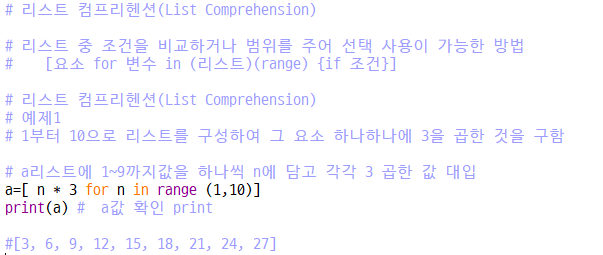 # 리스트 컴프리헨션(List Comprehension)
# 리스트 중 조건을 비교하거나 범위를 주어 선택 사용이 가능한 방법
#    [요소 for 변수 in (리스트)(range) {if 조건}]
# 리스트 컴프리헨션(List Comprehension)
# 예제1
# 1부터 10으로 리스트를 구성하여 그 요소 하나하나에 3을 곱한 것을 구함
# a리스트에 1~9까지값을 하나씩 n에 담고 각각 3 곱한 값 대입
a=[ n * 3 for n in range (1,10)]
print(a) #  a값 확인 print
#[3, 6, 9, 12, 15, 18, 21, 24, 27]